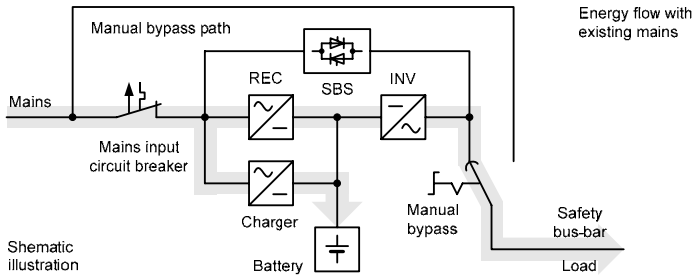 Manual bypass path
Energy flow with
existing mains
REC
INV
SBS
Mains
Mains input
circuit breaker
Charger
Manual
bypass
Safety
bus-bar
Shematic
illustration
Battery
Load